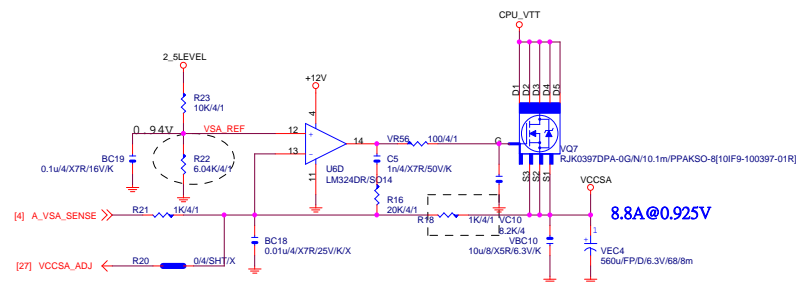 CPU_VTT
2_5LEVEL
+12V
D1
D2
D3
D4
D5
R23
10K/4/1
4
0.94V
VSA_REF
12
+
14
VR56
100/4/1
G
VQ7
RJK0397DPA-0G/N/10.1m/PPAKSO-8[10IF9-100397-01R]
BC19
0.1u/4/X7R/16V/K
R22
6.04K/4/1
13
-
11
U6D
LM324DR/SO14
C5
1n/4/X7R/50V/K
S3
S2
S1
VCCSA
R16
20K/4/1
[4] A_VSA_SENSE
R21
1K/4/1
R18
1K/4/1
VC10
8.2K/4
8.8A@0.925V
BC18
0.01u/4/X7R/25V/K/X
VBC10
10u/8/X5R/6.3V/K
1
+
VEC4
560u/FP/D/6.3V/68/8m
[27] VCCSA_ADJ
R20
0/4/SHT/X